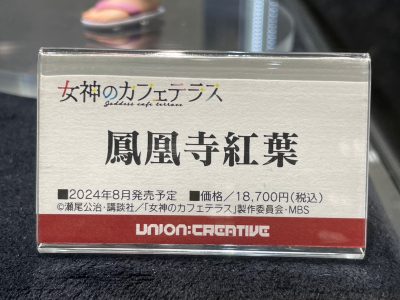 女神のカフェテラス
Goddess cafe terrace
鳳凰寺紅葉
■2024年8月発売予定 ■価格／18,700円(税込)
©瀬尾公治・講談社／「女神のカフェテラス」製作委員会・MBS
UNION:CREATIVE